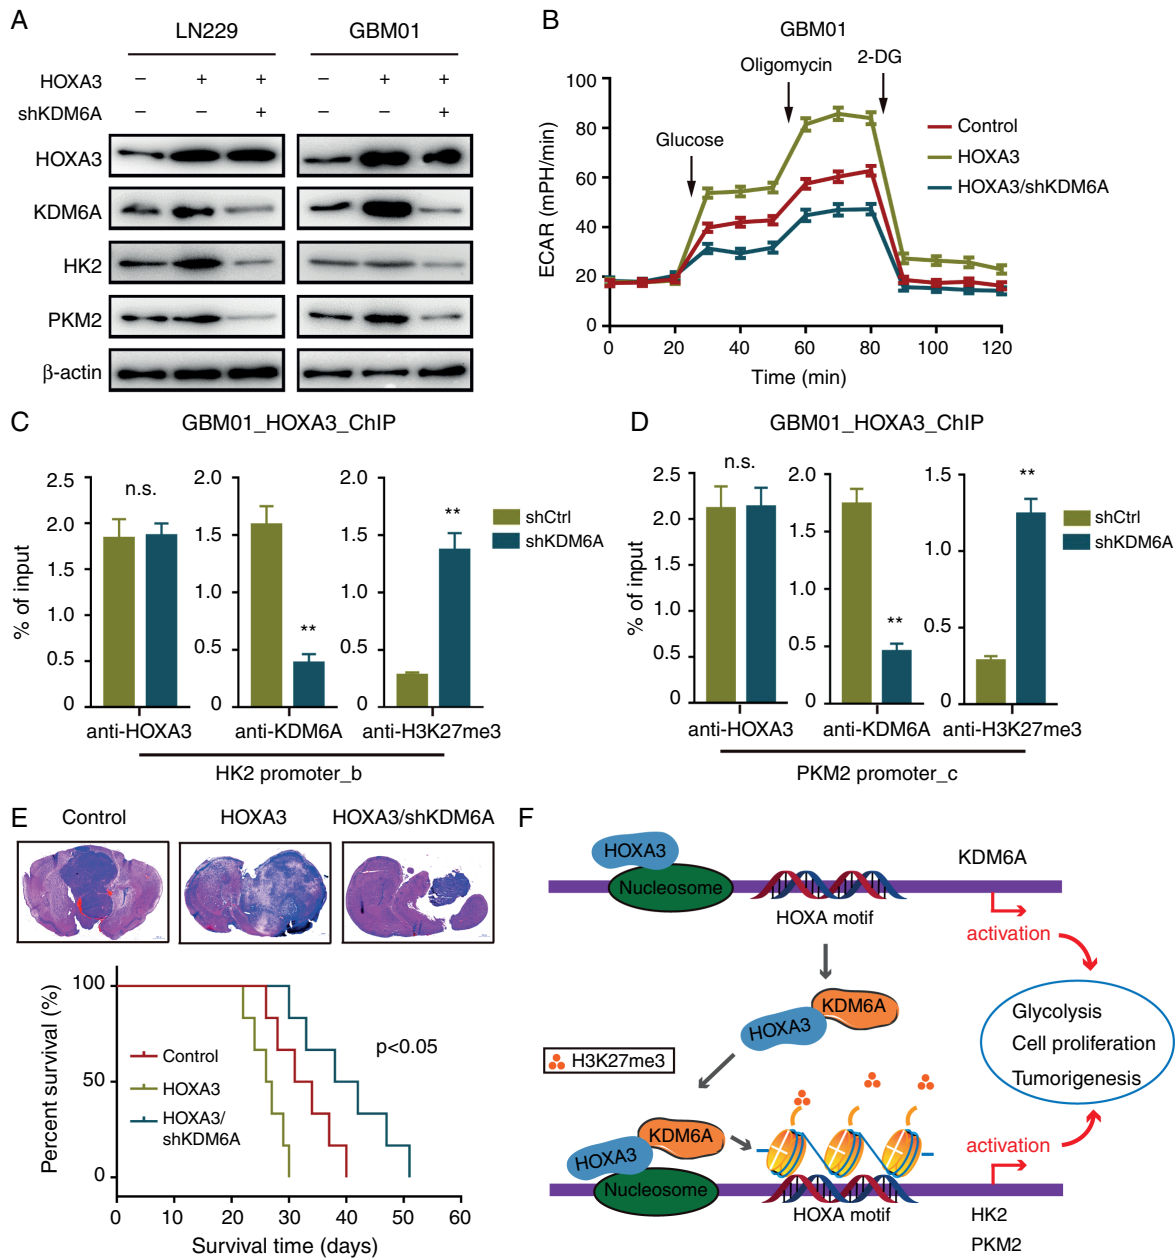 A
LN229 GBM01
HOXA3 – + + – + +
shKDM6A – – + – – +
HOXA3
KDM6A
HK2
PKM2
β-actin
B
GBM01
Oligomycin
2-DG
Glucose
Control
HOXA3
HOXA3/shKDM6A
ECAR (mPH/min)
100
80
60
40
20
0
0 20 40 60 80 100 120
Time (min)
C
GBM01_HOXA3_ChIP
% of input
2.5
2.0
1.5
1.0
0.5
0
n.s.
2.0
1.5
1.0
0.5
0
**
2.0
1.5
1.0
0.5
0
**
shCtrl
shKDM6A
anti-HOXA3 anti-KDM6A anti-H3K27me3
HK2 promoter_b
D
GBM01_HOXA3_ChIP
% of input
2.5
2.0
1.5
1.0
0.5
0
n.s.
2.0
1.5
1.0
0.5
0
**
1.5
1.0
0.5
0
**
shCtrl
shKDM6A
anti-HOXA3 anti-KDM6A anti-H3K27me3
PKM2 promoter_c
E
Control HOXA3 HOXA3/shKDM6A
Percent survival (%)
100
50
0
p<0.05
Control
HOXA3
HOXA3/
shKDM6A
0 10 20 30 40 50 60
Survival time (days)
F
HOXA3
Nucleosome
HOXA motif
KDM6A
activation
KDM6A
HOXA3
Glycolysis
Cell proliferation
Tumorigenesis
H3K27me3
KDM6A
HOXA3
Nucleosome
HOXA motif
activation
HK2
PKM2